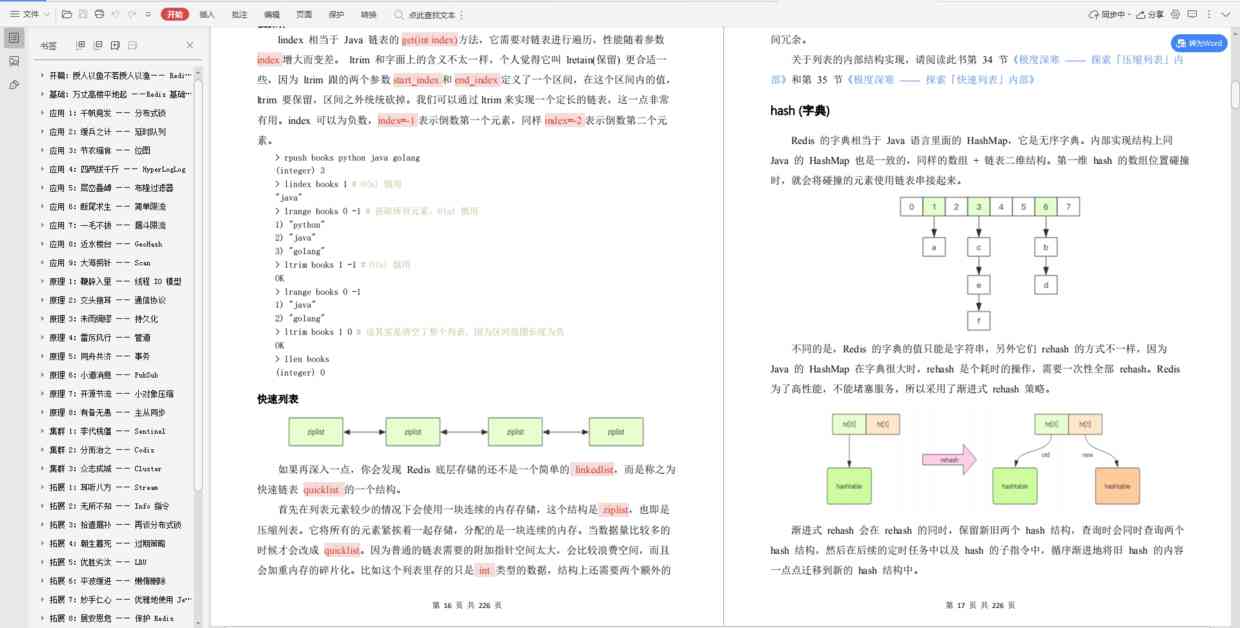 文件
开始 插入 批注 编辑 页面 保护 转换 点此查找文本
同步中 分享
书签
开篇：授人以鱼不若授人以渔—— Redi···
基础：万丈高楼平地起 ——Redis 基础···
应用 1：千帆竞发 —— 分布式锁
应用 2：缓兵之计 —— 延时队列
应用 3：节衣缩食 —— 位图
应用 4：四两拨千斤 —— HyperLogLog
应用 5：层峦叠嶂 —— 布隆过滤器
应用 6：断尾求生 —— 简单限流
应用 7：一毛不拔 —— 漏斗限流
应用 8：近水楼台 —— GeoHash
应用 9：大海捞针 —— Scan
原理 1：鞭辟入里 —— 线程 IO 模型
原理 2：交头接耳 —— 通信协议
原理 3：未雨绸缪 —— 持久化
原理 4：雷厉风行 —— 管道
原理 5：同舟共济 —— 事务
原理 6：小道消息 —— PubSub
原理 7：开源节流 —— 小对象压缩
原理 8：有备无患 —— 主从同步
集群 1：李代桃僵 —— Sentinel
集群 2：分而治之 —— Codis
集群 3：众志成城 —— Cluster
拓展 1：耳听八方 —— Stream
拓展 2：无所不知 —— Info 指令
拓展 3：拾遗漏补 —— 再谈分布式锁
拓展 4：朝生暮死 —— 过期策略
拓展 5：优胜劣汰 —— LRU
拓展 6：平波缓进 —— 懒惰删除
拓展 7：妙手仁心 —— 优雅地使用 Je···
拓展 8：居安思危 —— 保护 Redis
lindex 相当于 Java 链表的 get(int index)方法，它需要对链表进行遍历，性能随着参数
index 增大而变差。 ltrim 和字面上的含义不太一样，个人觉得它叫 lretain(保留) 更合适一
些，因为 ltrim 跟的两个参数 start_index 和 end_index 定义了一个区间，在这个区间内的值，
ltrim 要保留，区间之外统统砍掉。我们可以通过 ltrim 来实现一个定长的链表，这一点非常
有用。index 可以为负数，index=-1 表示倒数第一个元素，同样 index=-2 表示倒数第二个元
素。
> rpush books python java golang
(integer) 3
> lindex books 1 # O(n) 慎用
"java"
> lrange books 0 -1 # 获取所有元素，O(n) 慎用
1) "python"
2) "java"
3) "golang"
> ltrim books 1 -1 # O(n) 慎用
OK
> lrange books 0 -1
1) "java"
2) "golang"
> ltrim books 1 0 # 这其实是清空了整个列表，因为区间范围长度为负
OK
> llen books
(integer) 0
快速列表
ziplist ziplist ziplist ziplist
如果再深入一点，你会发现 Redis 底层存储的还不是一个简单的 linkedlist，而是称之为
快速链表 quicklist 的一个结构。
首先在列表元素较少的情况下会使用一块连续的内存存储，这个结构是 ziplist，也即是
压缩列表。它将所有的元素紧挨着一起存储，分配的是一块连续的内存。当数据量比较多的
时候才会改成 quicklist。因为普通的链表需要的附加指针空间太大，会比较浪费空间，而且
会加重内存的碎片化。比如这个列表里存的只是 int 类型的数据，结构上还需要两个额外的
第 16 页 共 226 页
间冗余。
转为Word
关于列表的内部结构实现，请阅读此书第 34 节《极度深寒 —— 探索「压缩列表」内
部》和第 35 节《极度深寒 —— 探索「快速列表」内部》
hash (字典)
Redis 的字典相当于 Java 语言里面的 HashMap，它是无序字典。内部实现结构上同
Java 的 HashMap 也是一致的，同样的数组 + 链表二维结构。第一维 hash 的数组位置碰撞
时，就会将碰撞的元素使用链表串接起来。
0 1 2 3 4 5 6 7
a c b
e d
f
不同的是，Redis 的字典的值只能是字符串，另外它们 rehash 的方式不一样，因为
Java 的 HashMap 在字典很大时，rehash 是个耗时的操作，需要一次性全部 rehash。Redis
为了高性能，不能堵塞服务，所以采用了渐进式 rehash 策略。
ht[0] ht[1] ht[0] ht[1]
old new
rehash
hashtable hashtable hashtable
渐进式 rehash 会在 rehash 的同时，保留新旧两个 hash 结构，查询时会同时查询两个
hash 结构，然后在后续的定时任务中以及 hash 的子指令中，循序渐进地将旧 hash 的内容
一点点迁移到新的 hash 结构中。
第 17 页 共 226 页